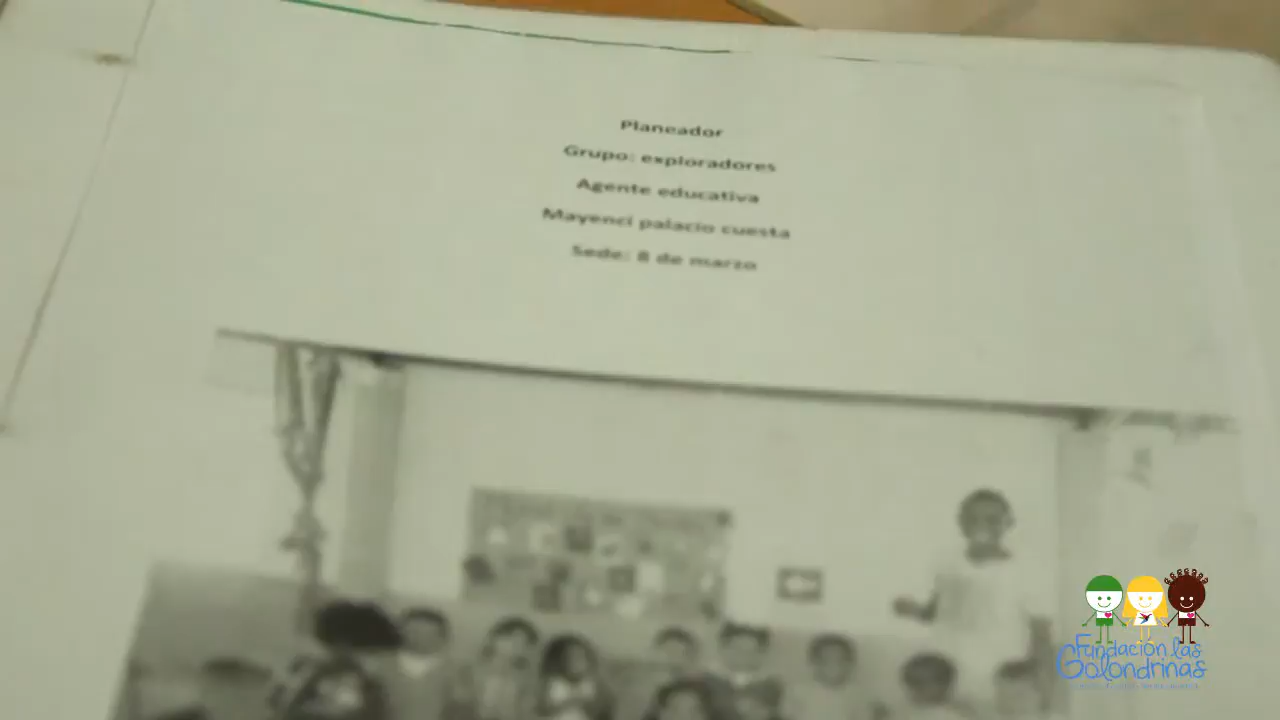 Planeador
Grupo: exploradores
Agente educativa
Mayenci palacio cuesta
Sede: 8 de marzo
Fundación las
Golondrinas